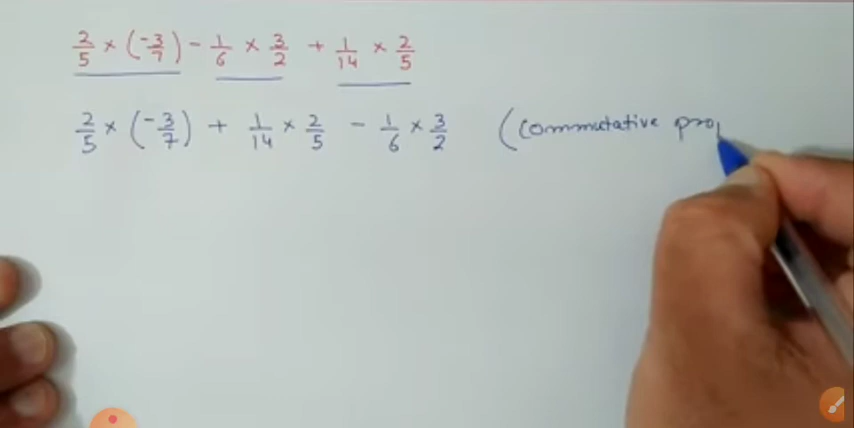 2/5 × (-3/7) - 1/6 × 3/2 + 1/14 × 2/5
2/5 × (-3/7) + 1/14 × 2/5 - 1/6 × 3/2 (Commutative pro